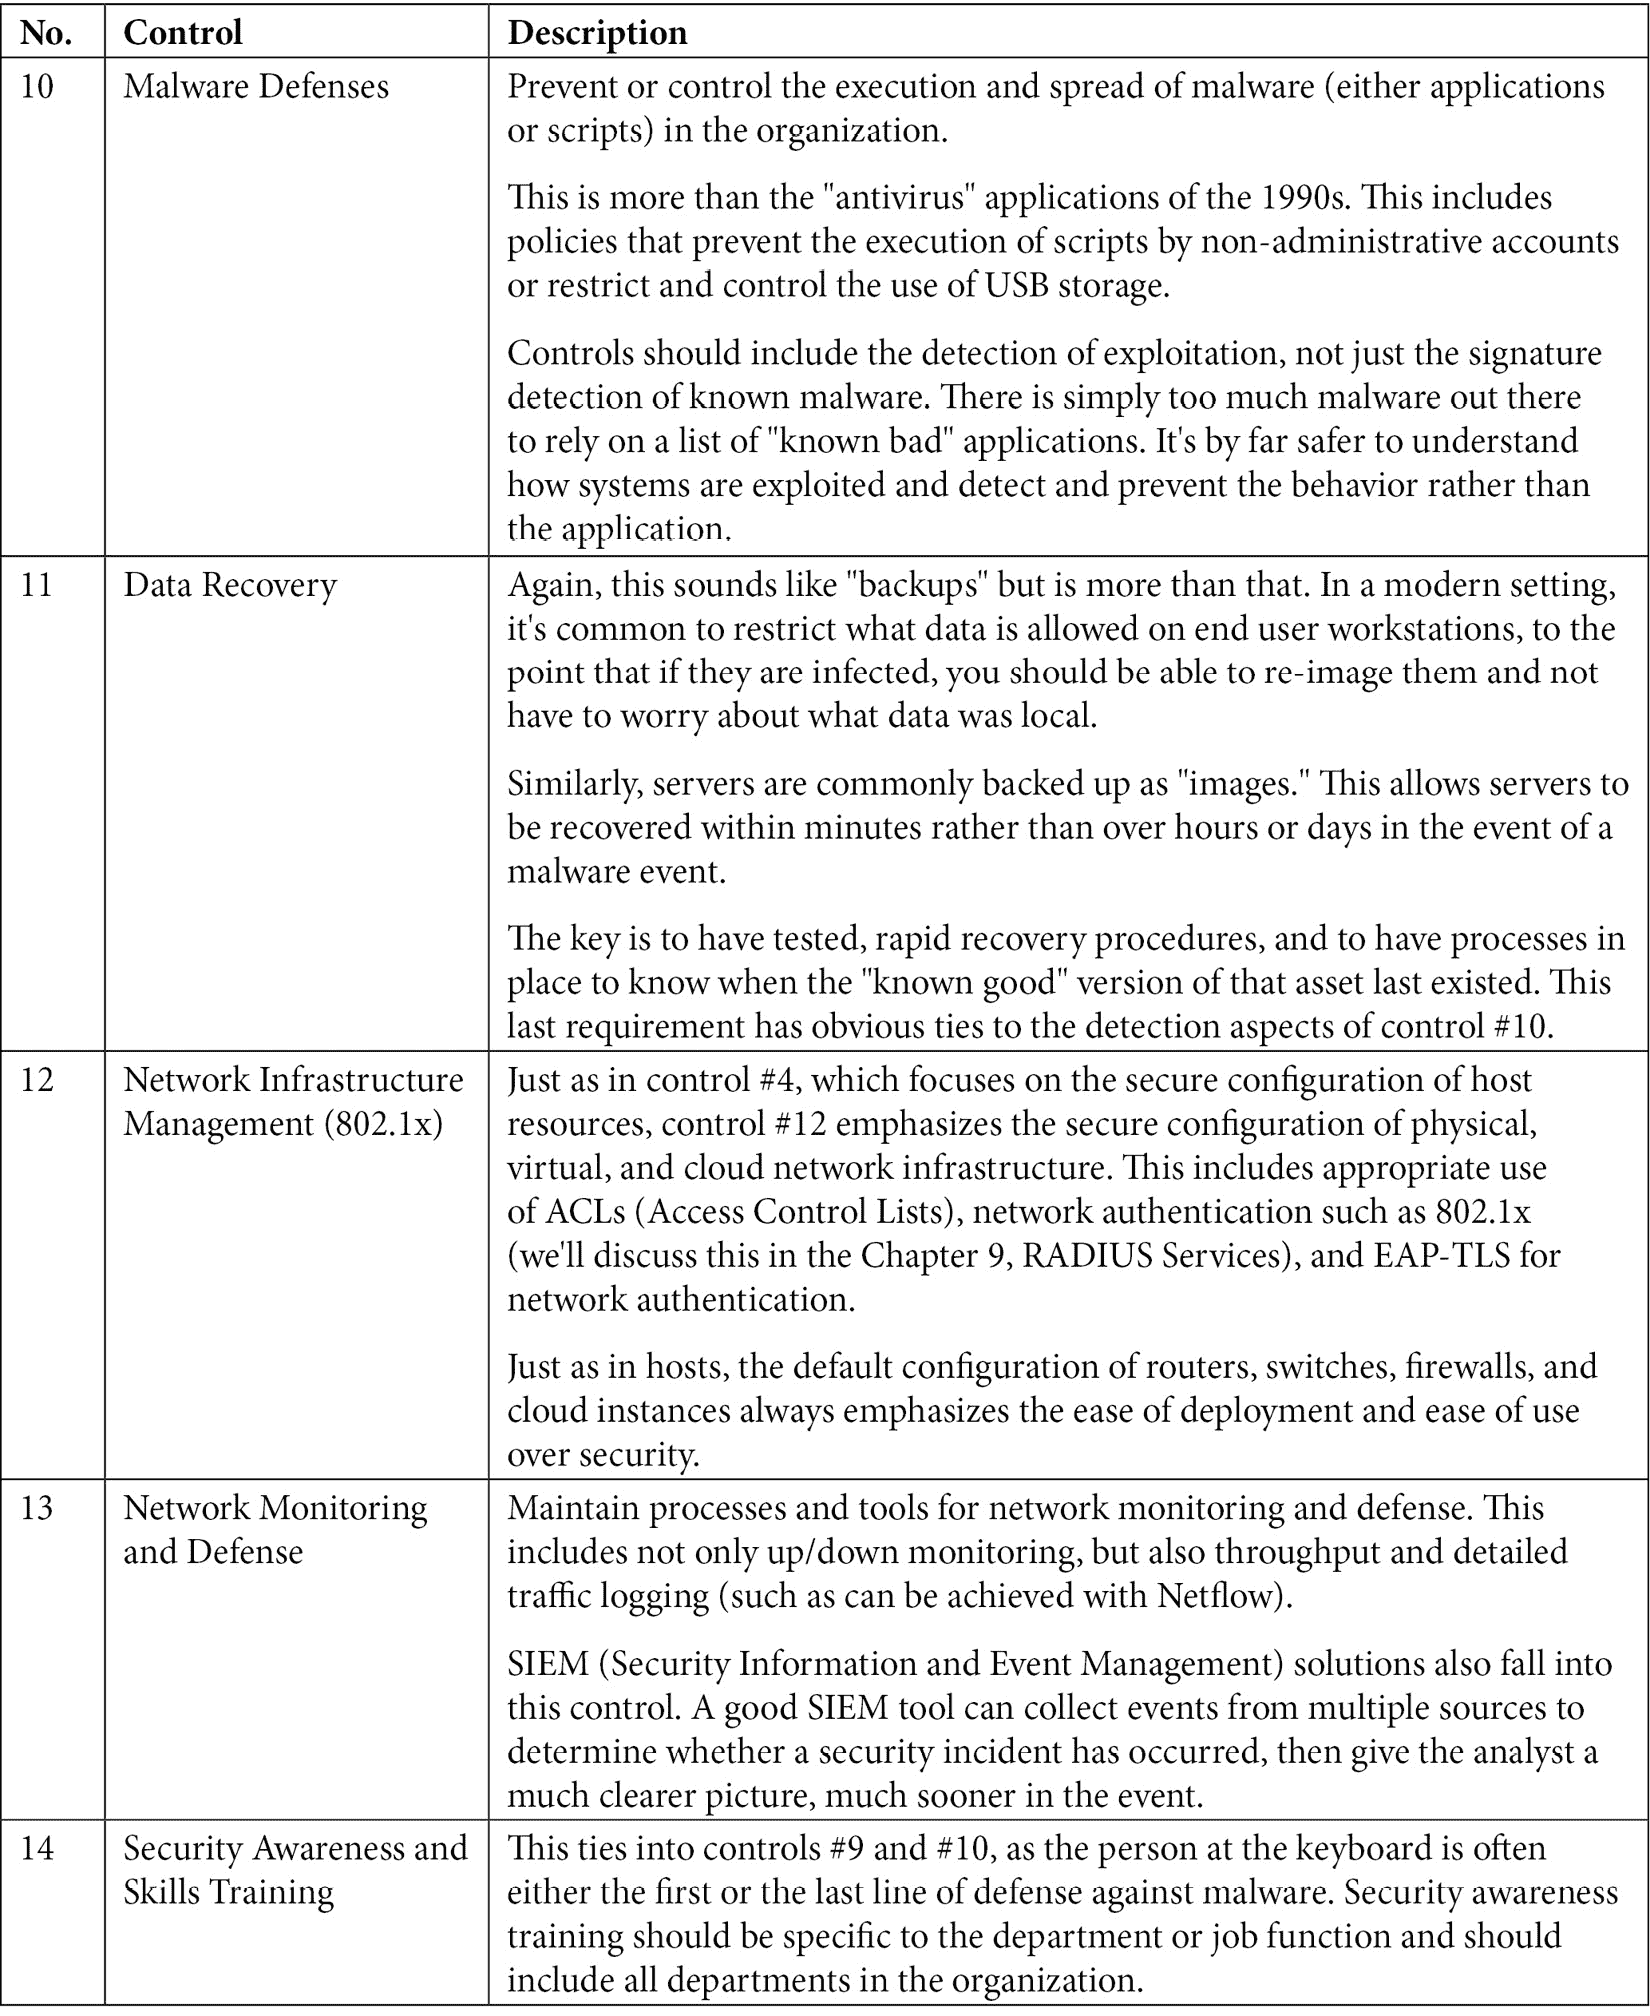 No. Control Description
10 Malware Defenses Prevent or control the execution and spread of malware (either applications
or scripts) in the organization.
This is more than the "antivirus" applications of the 1990s. This includes
policies that prevent the execution of scripts by non-administrative accounts
or restrict and control the use of USB storage.
Controls should include the detection of exploitation, not just the signature
detection of known malware. There is simply too much malware out there
to rely on a list of "known bad" applications. It's by far safer to understand
how systems are exploited and detect and prevent the behavior rather than
the application.
11 Data Recovery Again, this sounds like "backups" but is more than that. In a modern setting,
it's common to restrict what data is allowed on end user workstations, to the
point that if they are infected, you should be able to re-image them and not
have to worry about what data was local.
Similarly, servers are commonly backed up as "images." This allows servers to
be recovered within minutes rather than over hours or days in the event of a
malware event.
The key is to have tested, rapid recovery procedures, and to have processes in
place to know when the "known good" version of that asset last existed. This
last requirement has obvious ties to the detection aspects of control #10.
12 Network Infrastructure Just as in control #4, which focuses on the secure configuration of host
Management (802.1x) resources, control #12 emphasizes the secure configuration of physical,
virtual, and cloud network infrastructure. This includes appropriate use
of ACLs (Access Control Lists), network authentication such as 802.1x
(we'll discuss this in the Chapter 9, RADIUS Services), and EAP-TLS for
network authentication.
Just as in hosts, the default configuration of routers, switches, firewalls, and
cloud instances always emphasizes the ease of deployment and ease of use
over security.
13 Network Monitoring Maintain processes and tools for network monitoring and defense. This
and Defense includes not only up/down monitoring, but also throughput and detailed
traffic logging (such as can be achieved with Netflow).
SIEM (Security Information and Event Management) solutions also fall into
this control. A good SIEM tool can collect events from multiple sources to
determine whether a security incident has occurred, then give the analyst a
much clearer picture, much sooner in the event.
14 Security Awareness and This ties into controls #9 and #10, as the person at the keyboard is often
Skills Training either the first or the last line of defense against malware. Security awareness
training should be specific to the department or job function and should
include all departments in the organization.